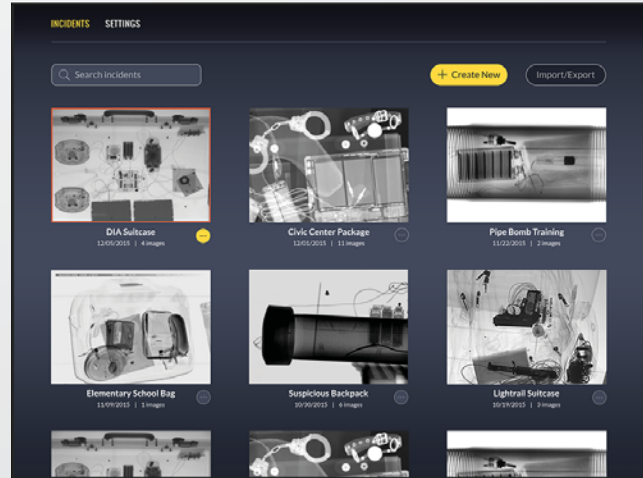 INCIDENTS SETTINGS
Search incidents
+ Create New
Import/Export
DIA Suitcase
12/05/2015 | 4 images
Civic Center Package
12/01/2015 | 11 images
Pipe Bomb Training
11/22/2015 | 2 images
Elementary School Bag
11/09/2015 | 1 images
Suspicious Backpack
10/30/2015 | 6 images
Lightrail Suitcase
10/19/2015 | 3 images